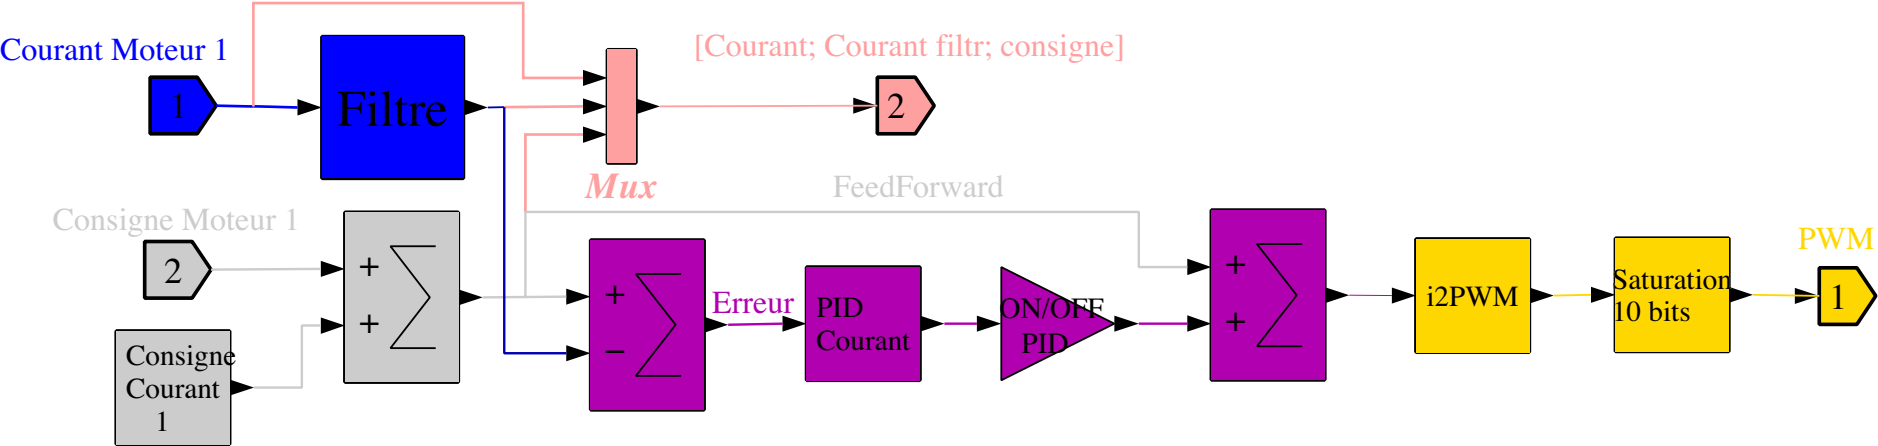 Courant Moteur 1
1
Filtre
[Courant; Courant filtr; consigne]
2
Mux
FeedForward
Consigne Moteur 1
2
+
+
Consigne
Courant
1
+
−
Erreur
PID
Courant
ON/OFF
PID
+
+
i2PWM
Saturation
10 bits
PWM
1